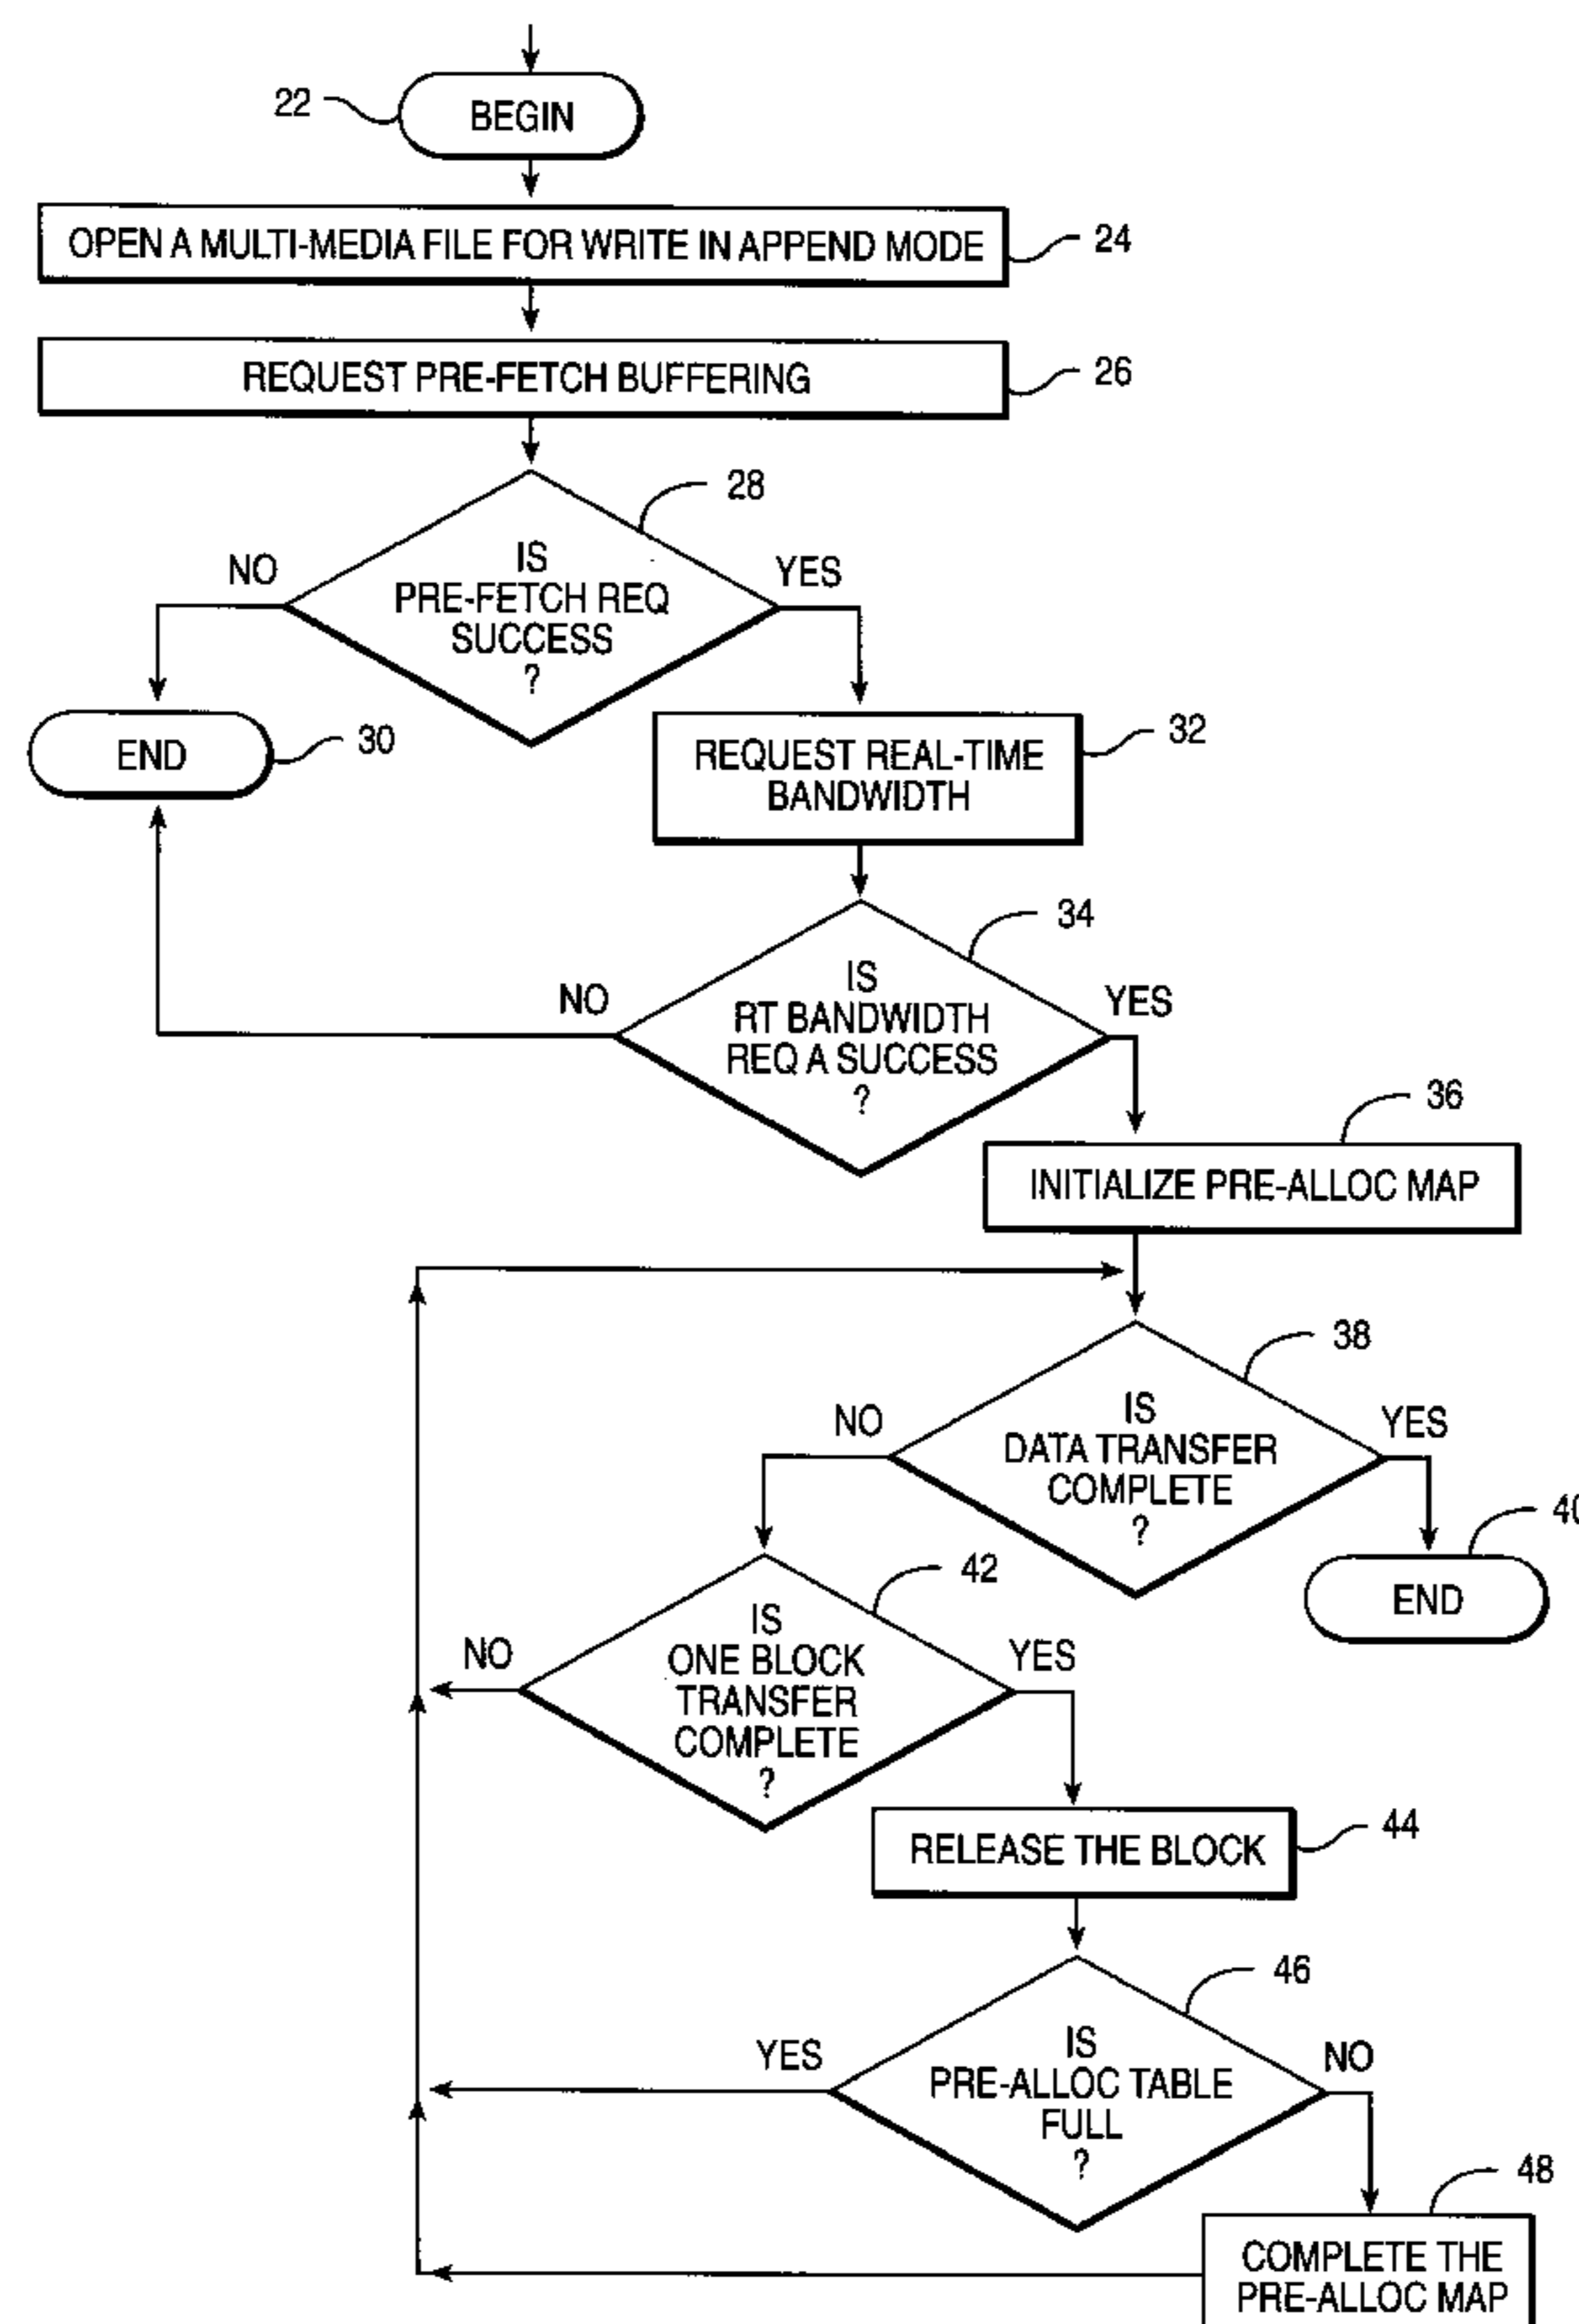 22
BEGIN
OPEN A MULTI-MEDIA FILE FOR WRITE IN APPEND MODE
24
REQUEST PRE-FETCH BUFFERING
26
28
NO
IS
PRE-FETCH REQ
SUCCESS
?
YES
END
30
REQUEST REAL-TIME
BANDWIDTH
32
34
NO
IS
RT BANDWIDTH
REQ A SUCCESS
?
YES
36
INITIALIZE PRE-ALLOC MAP
38
NO
IS
DATA TRANSFER
COMPLETE
?
YES
40
END
42
NO
IS
ONE BLOCK
TRANSFER
COMPLETE
?
YES
RELEASE THE BLOCK
44
46
YES
IS
PRE-ALLOC TABLE
FULL
?
NO
48
COMPLETE THE
PRE-ALLOC MAP